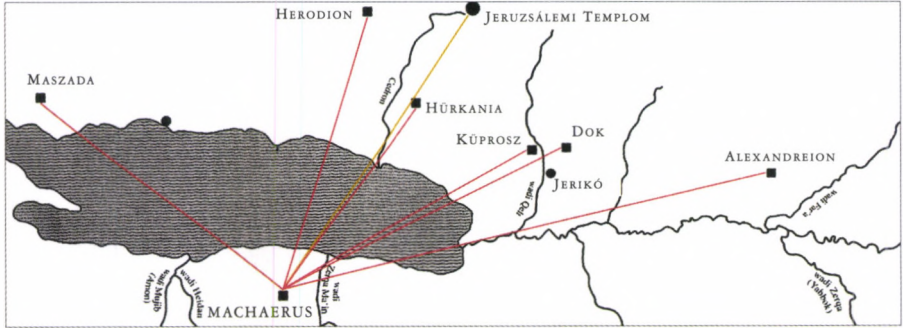 HERODION
JERUZSÁLEMI TEMPLOM
MASZADA
Cedron
HÜRKANIA
KÜPROSZ
DOK
ALEXANDREION
JERIKÓ
wadi Qelt
wadi Far'a
wadi Mujib
(Arnon)
wadi Heidan
wadi
Zerqa Ma'in
wadi Zerqa
(Yabbok)
MACHAERUS